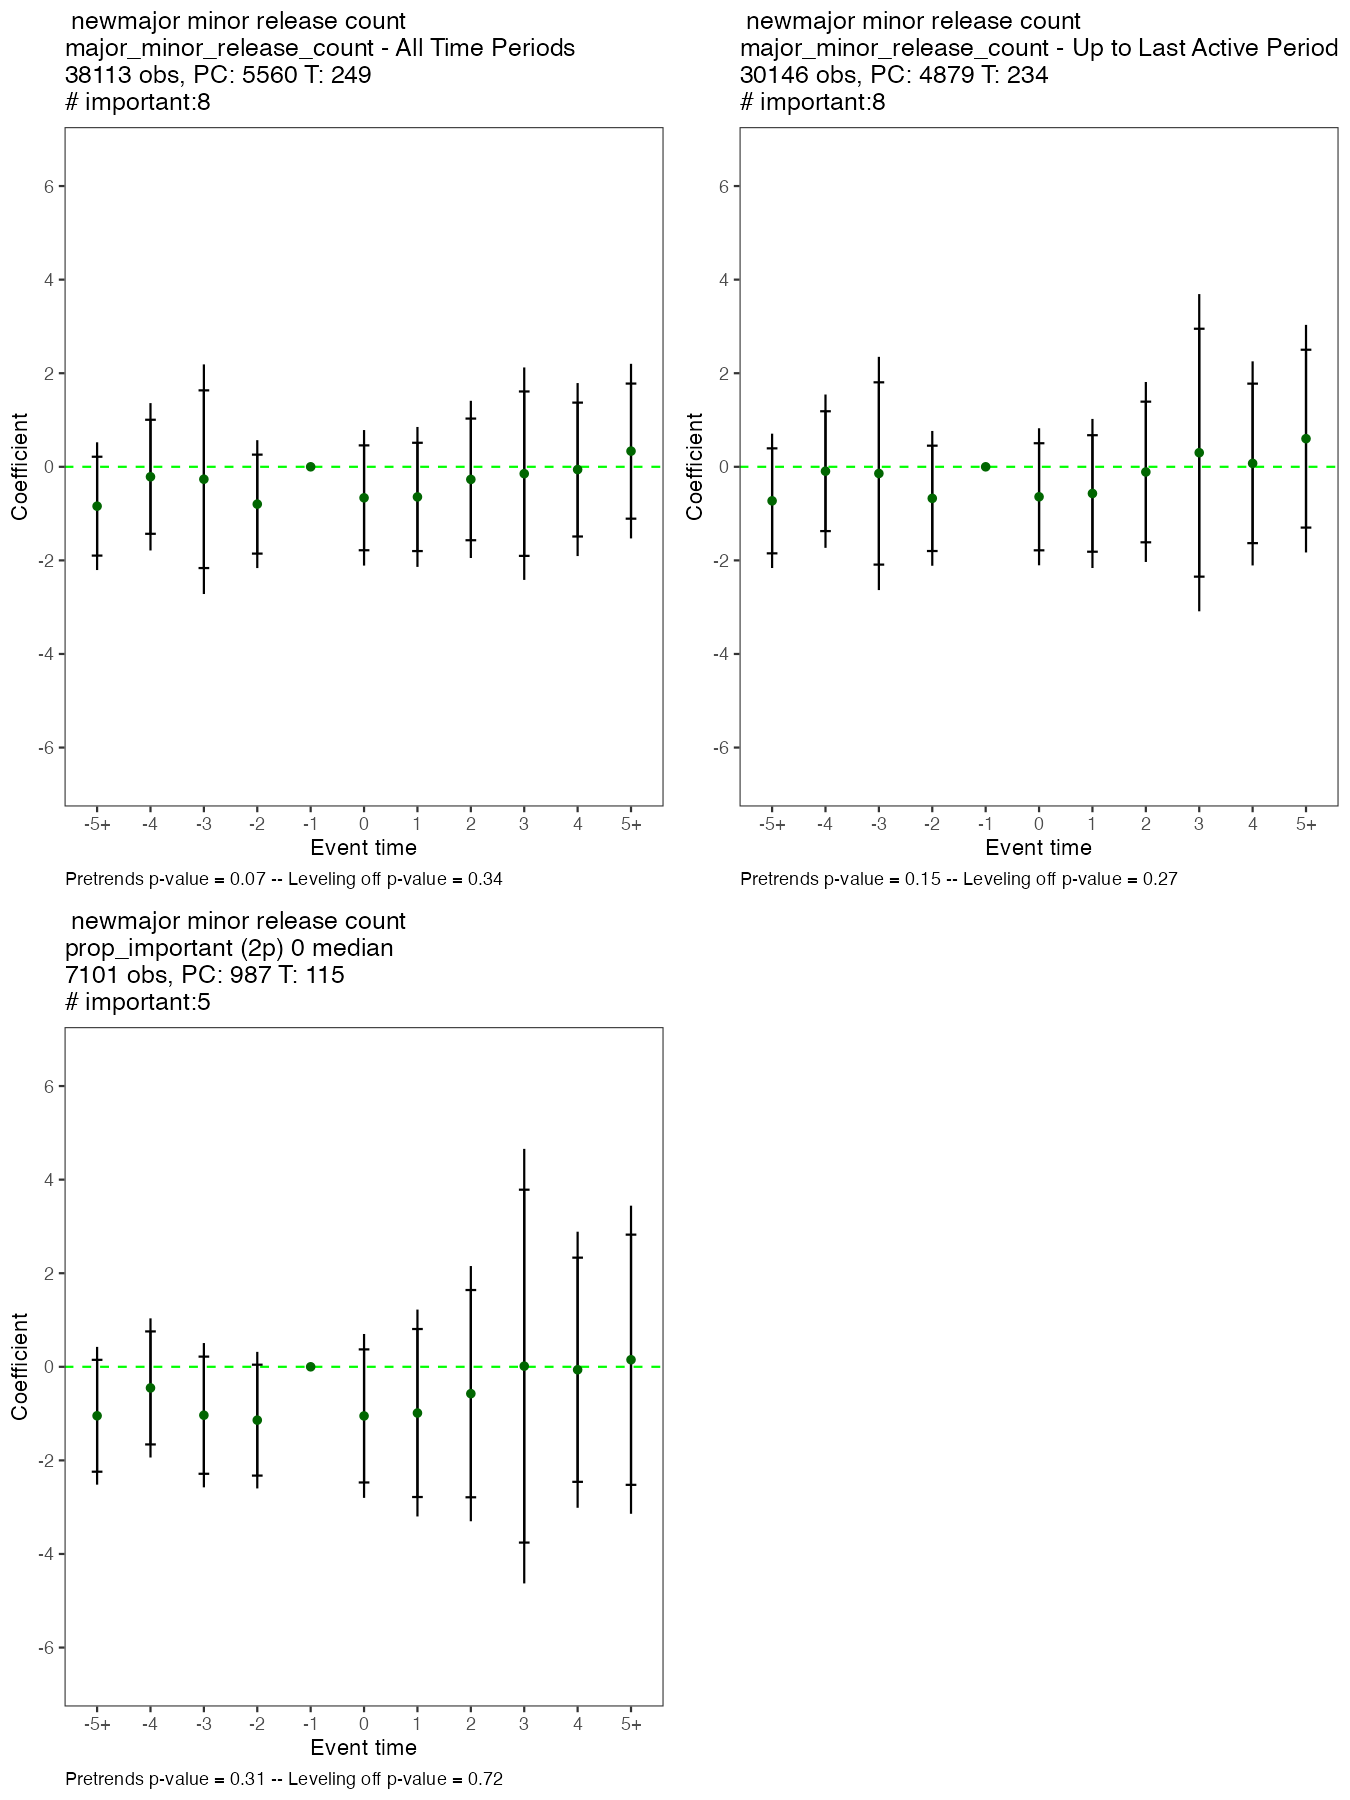 newmajor minor release count
major_minor_release_count - All Time Periods
38113 obs, PC: 5560 T: 249
# important:8
6
4
2
0
-2
-4
-6
Coefficient
-5+ -4 -3 -2 -1 0 1 2 3 4 5+
Event time
Pretrends p-value = 0.07 -- Leveling off p-value = 0.34
newmajor minor release count
major_minor_release_count - Up to Last Active Period
30146 obs, PC: 4879 T: 234
# important:8
6
4
2
0
-2
-4
-6
Coefficient
-5+ -4 -3 -2 -1 0 1 2 3 4 5+
Event time
Pretrends p-value = 0.15 -- Leveling off p-value = 0.27
newmajor minor release count
prop_important (2p) 0 median
7101 obs, PC: 987 T: 115
# important:5
6
4
2
0
-2
-4
-6
Coefficient
-5+ -4 -3 -2 -1 0 1 2 3 4 5+
Event time
Pretrends p-value = 0.31 -- Leveling off p-value = 0.72